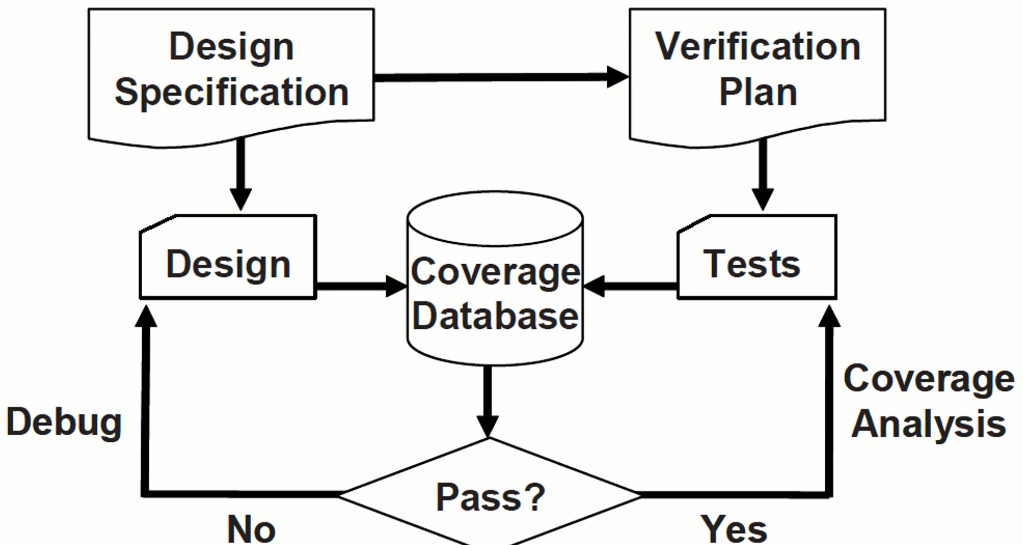 Design
Specification
Verification
Plan
Design
Coverage
Database
Tests
Debug
Coverage
Analysis
Pass?
No
Yes